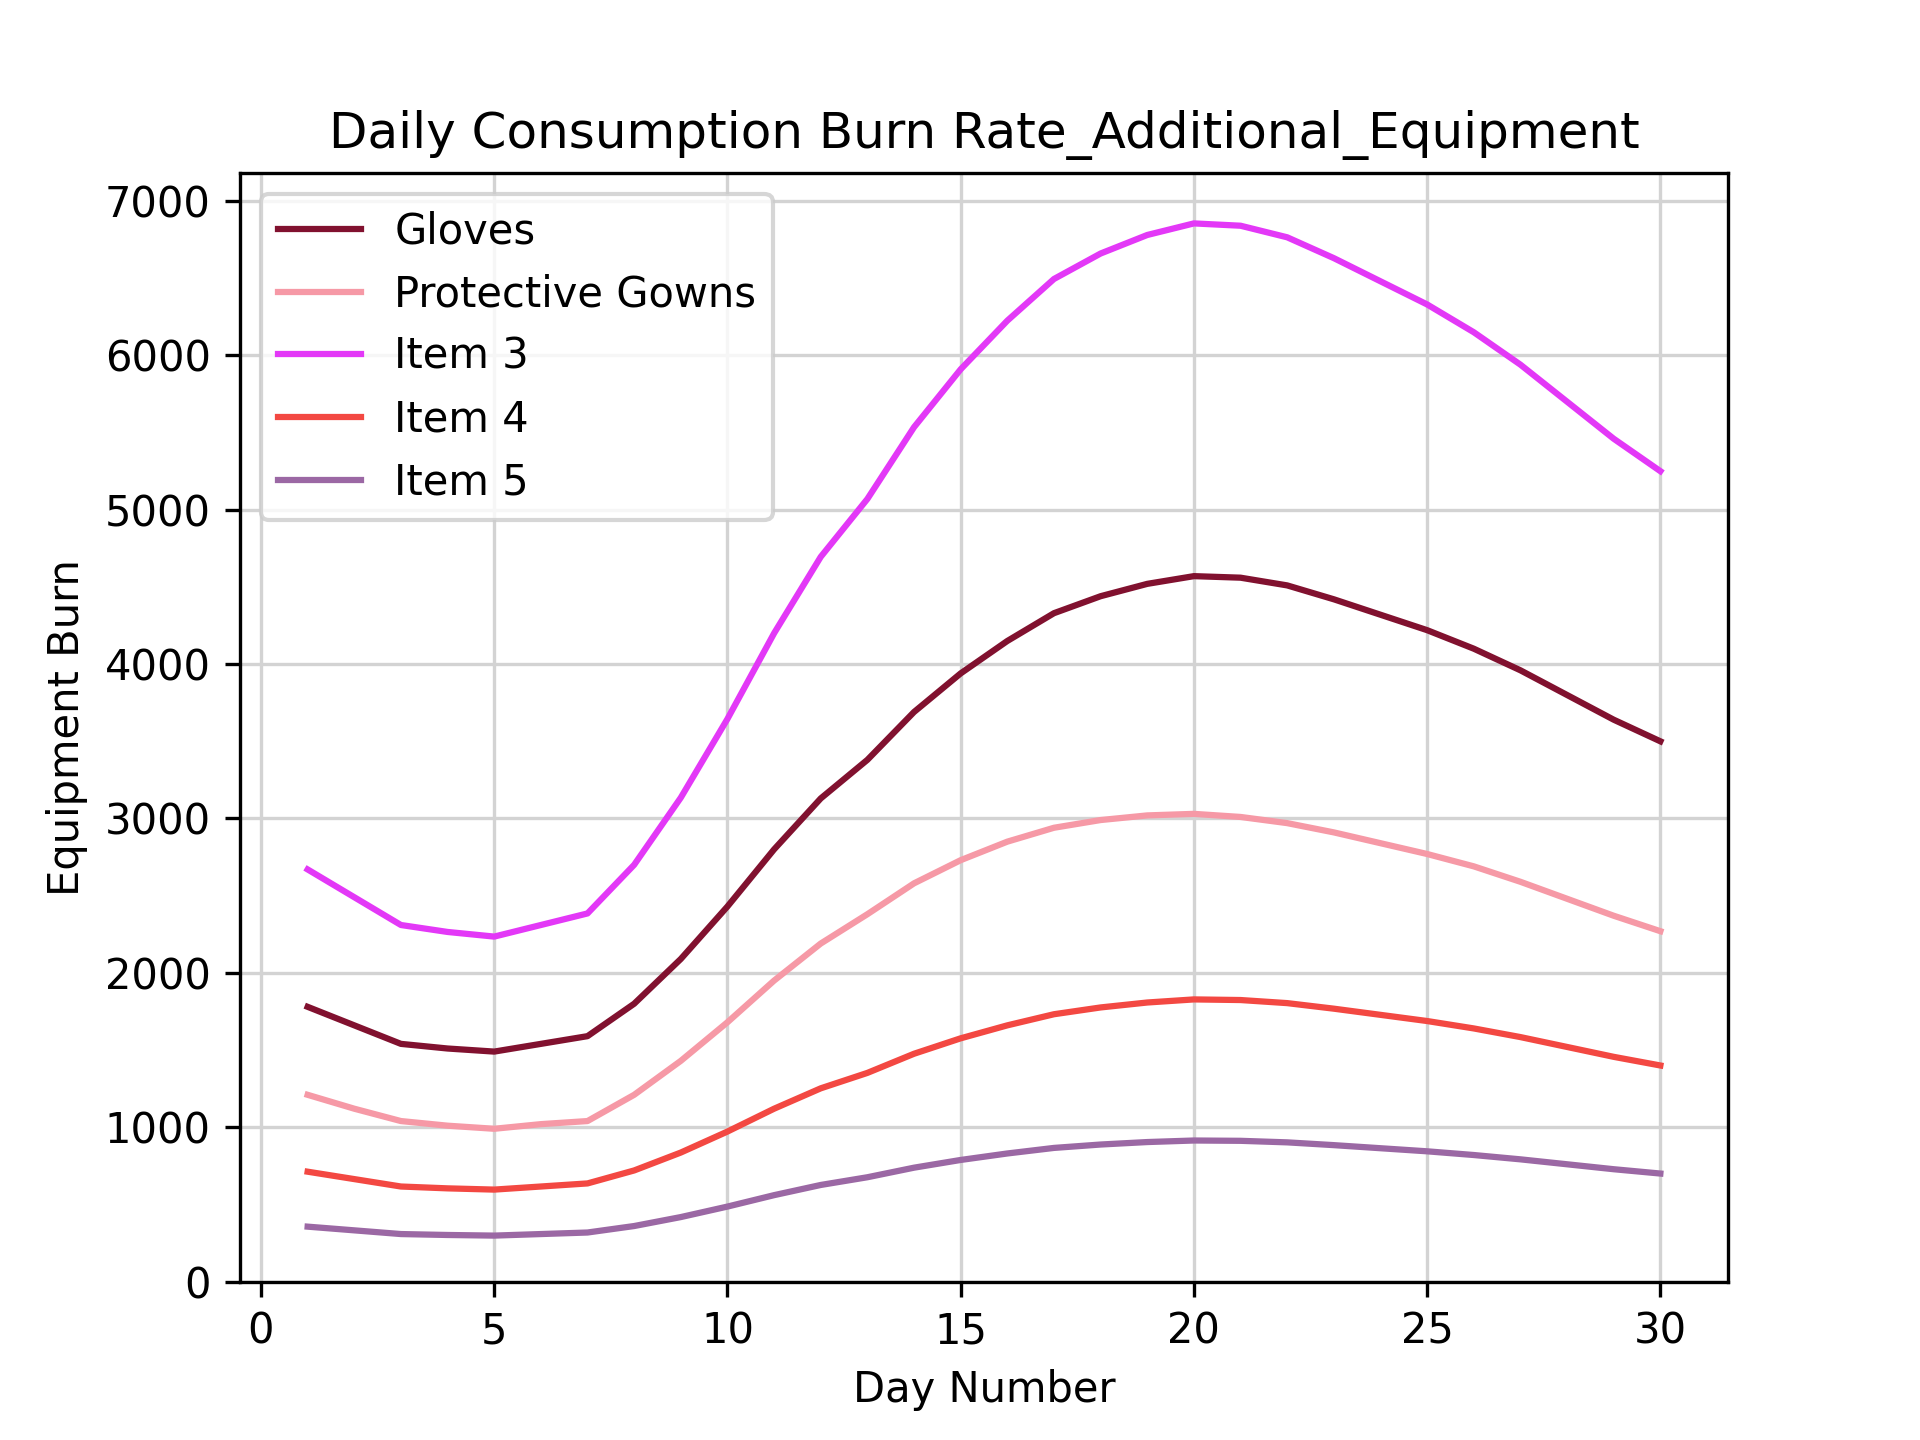 Daily Consumption Burn Rate_Additional_Equipment
7000
6000
5000
4000
3000
2000
1000
0
Equipment Burn
Gloves
Protective Gowns
Item 3
Item 4
Item 5
0 5 10 15 20 25 30
Day Number